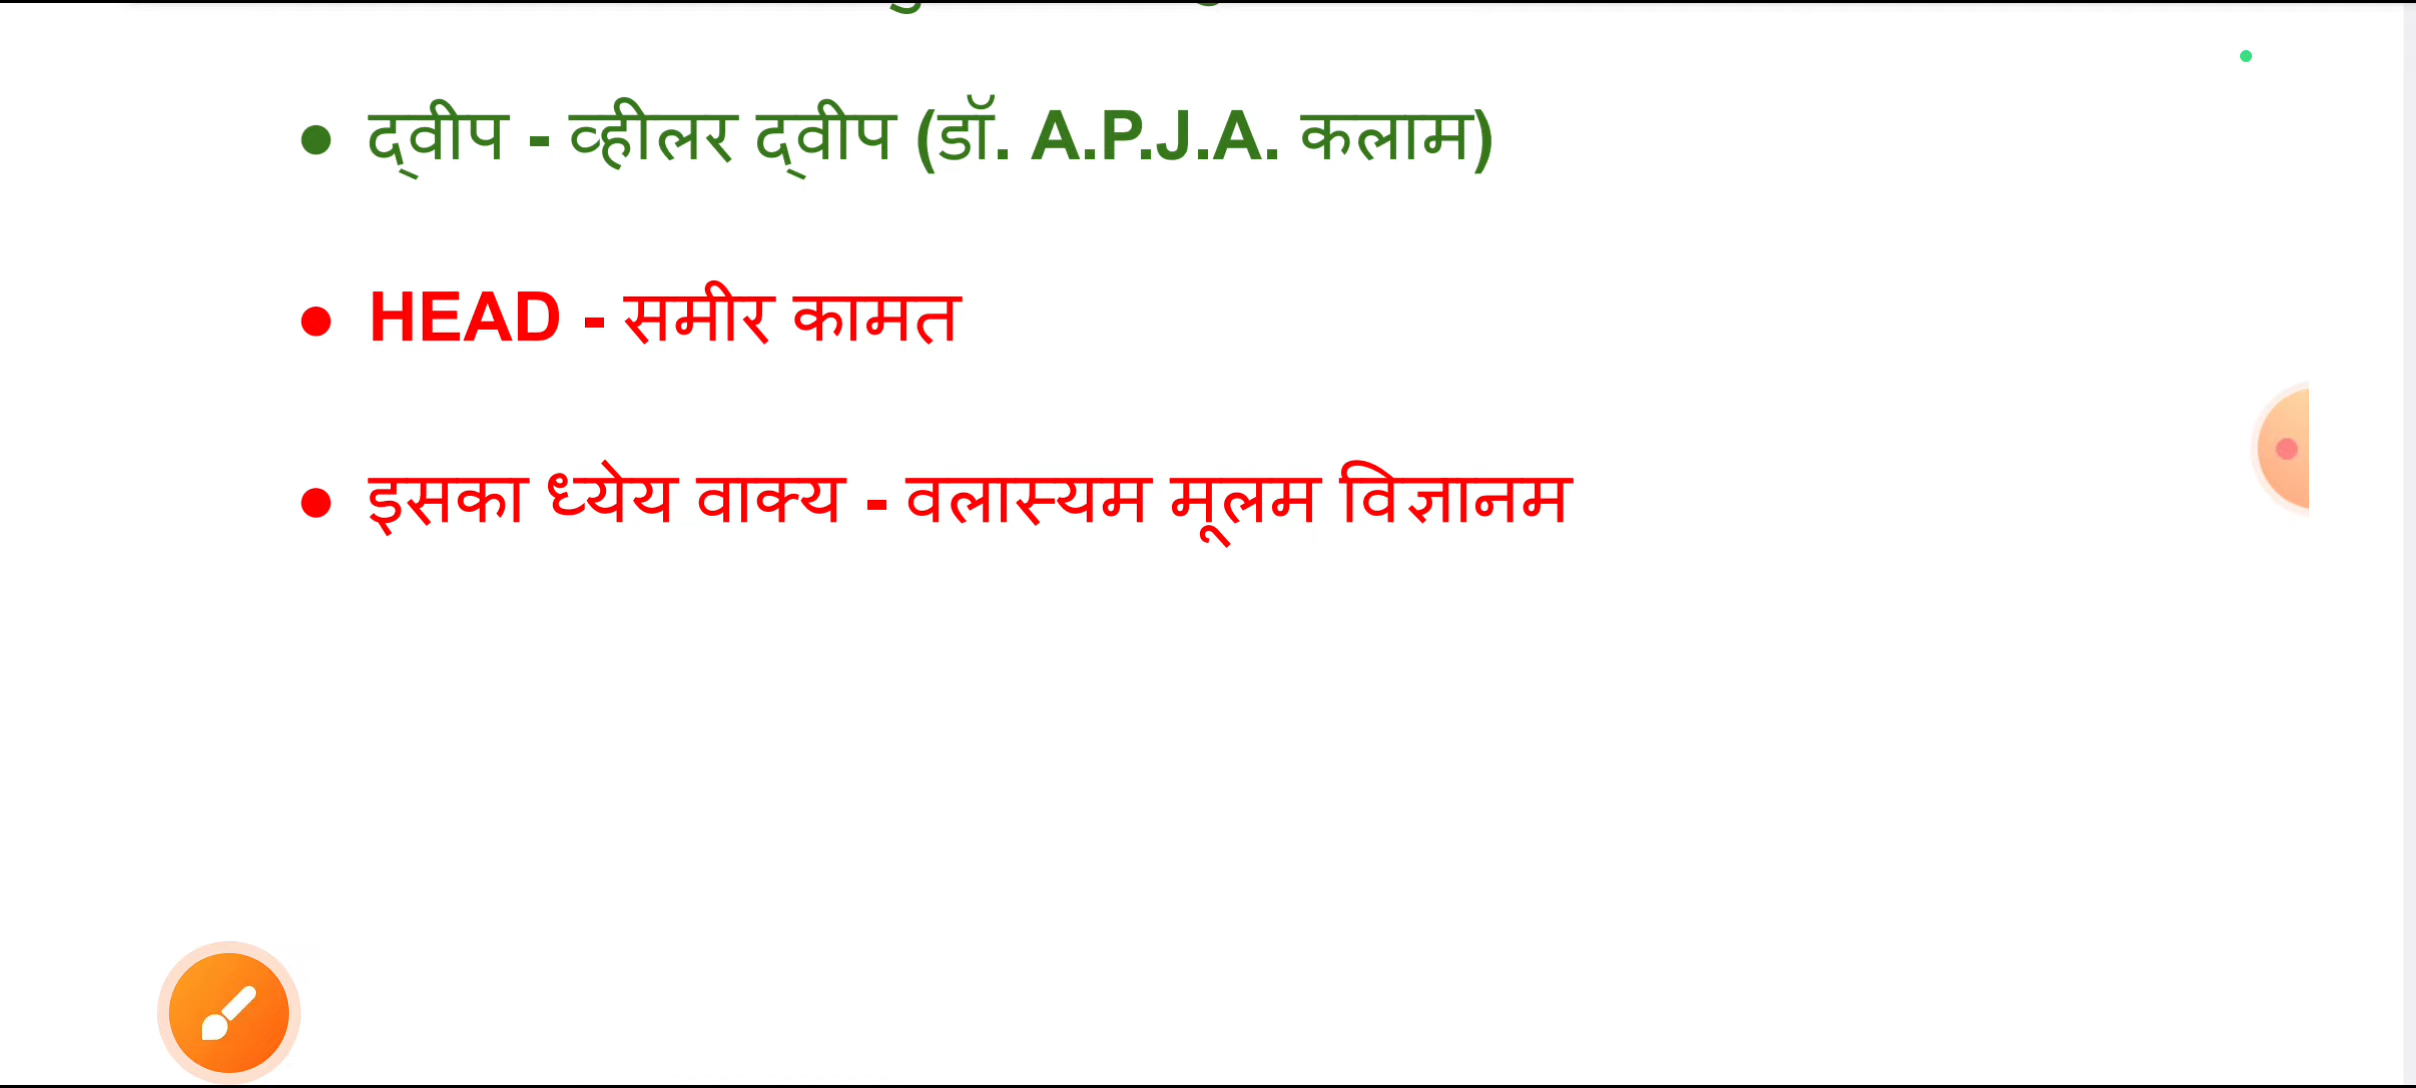 ● द्वीप - व्हीलर द्वीप (डॉ. A.P.J.A. कलाम)
● HEAD - समीर कामत
● इसका ध्येय वाक्य - वलास्यम मूलम विज्ञानम